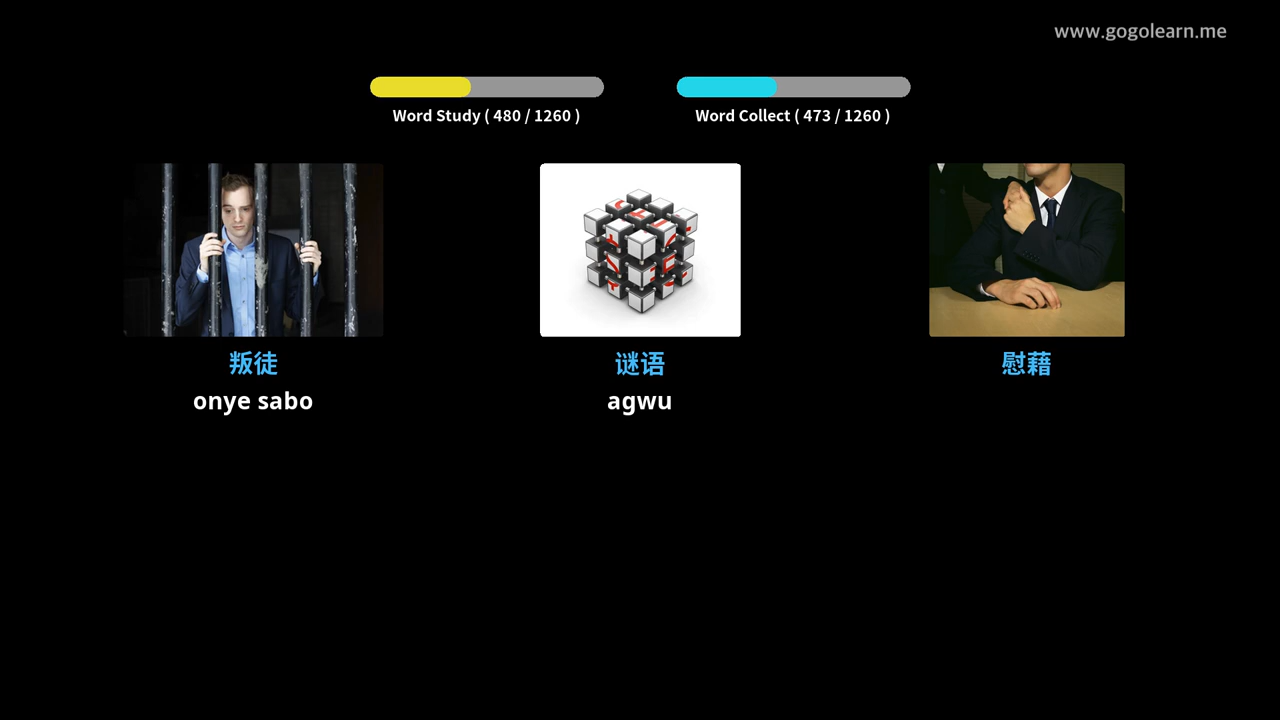 www.gogolearn.me
Word Study ( 480 / 1260 )
Word Collect ( 473 / 1260 )
叛徒
谜语
慰藉
onye sabo
agwu